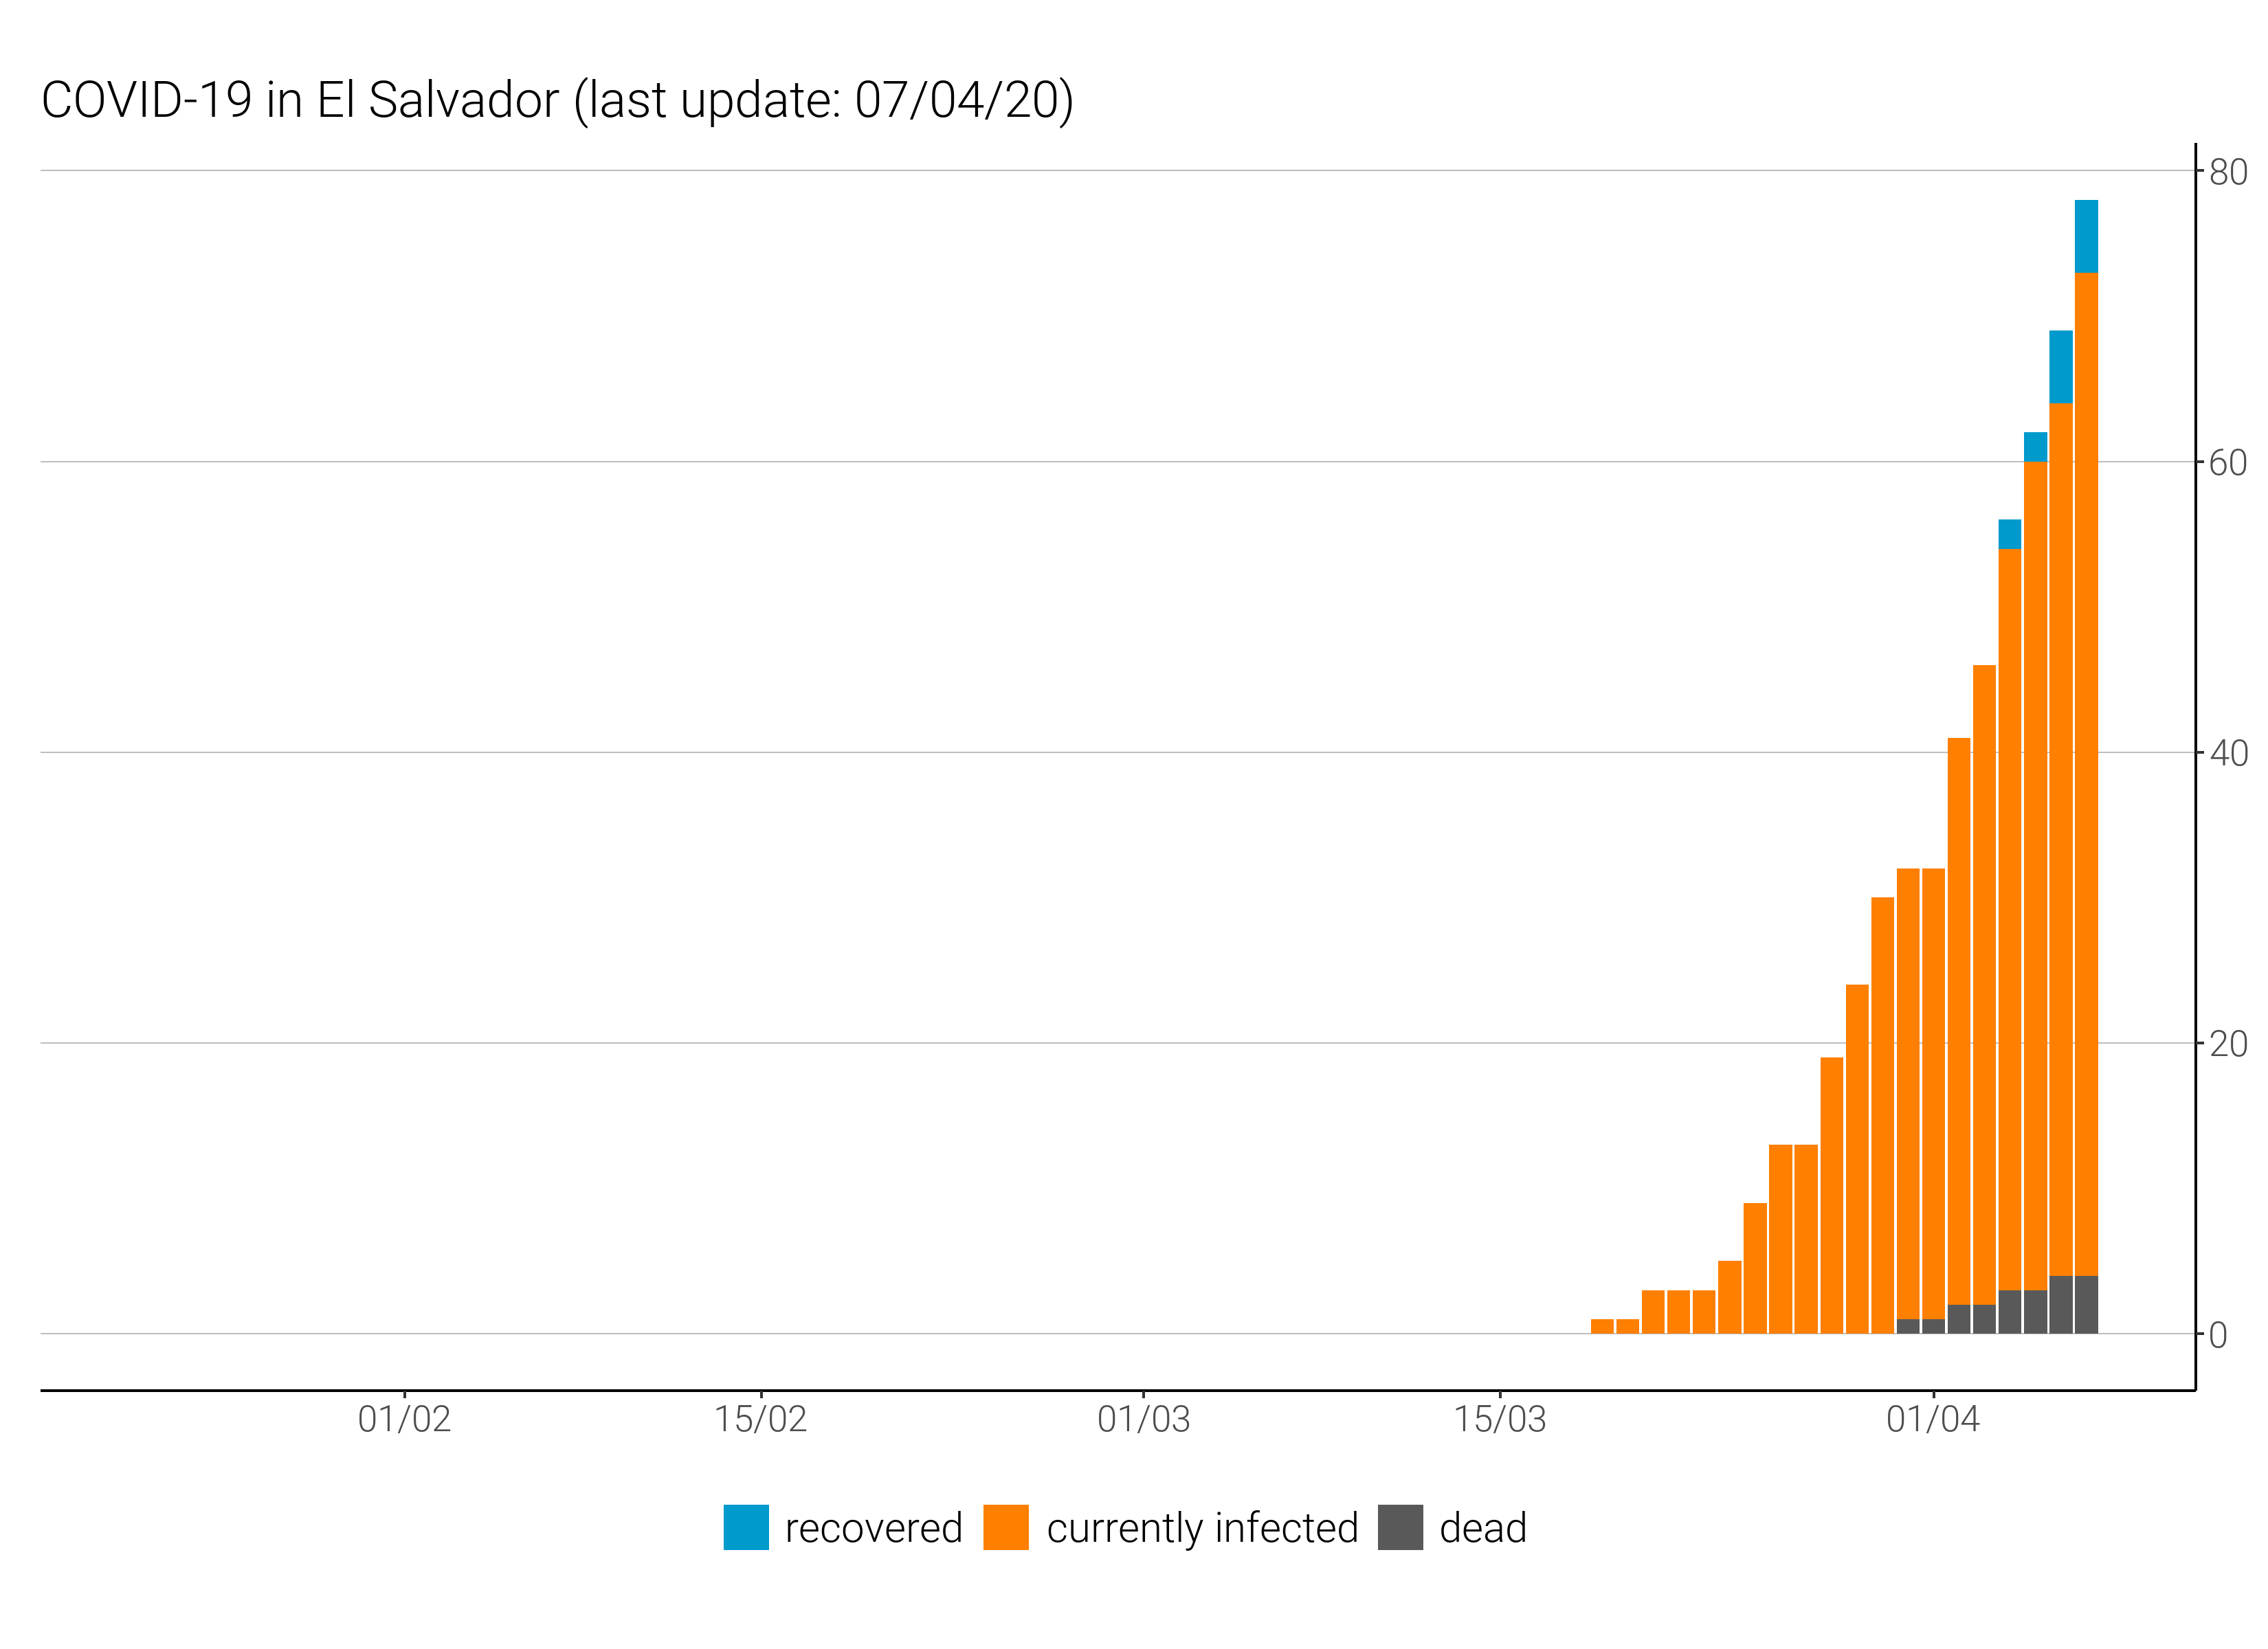 COVID-19 in El Salvador (last update: 07/04/20)
80
60
40
20
0
01/02 15/02 01/03 15/03 01/04
recovered currently infected dead